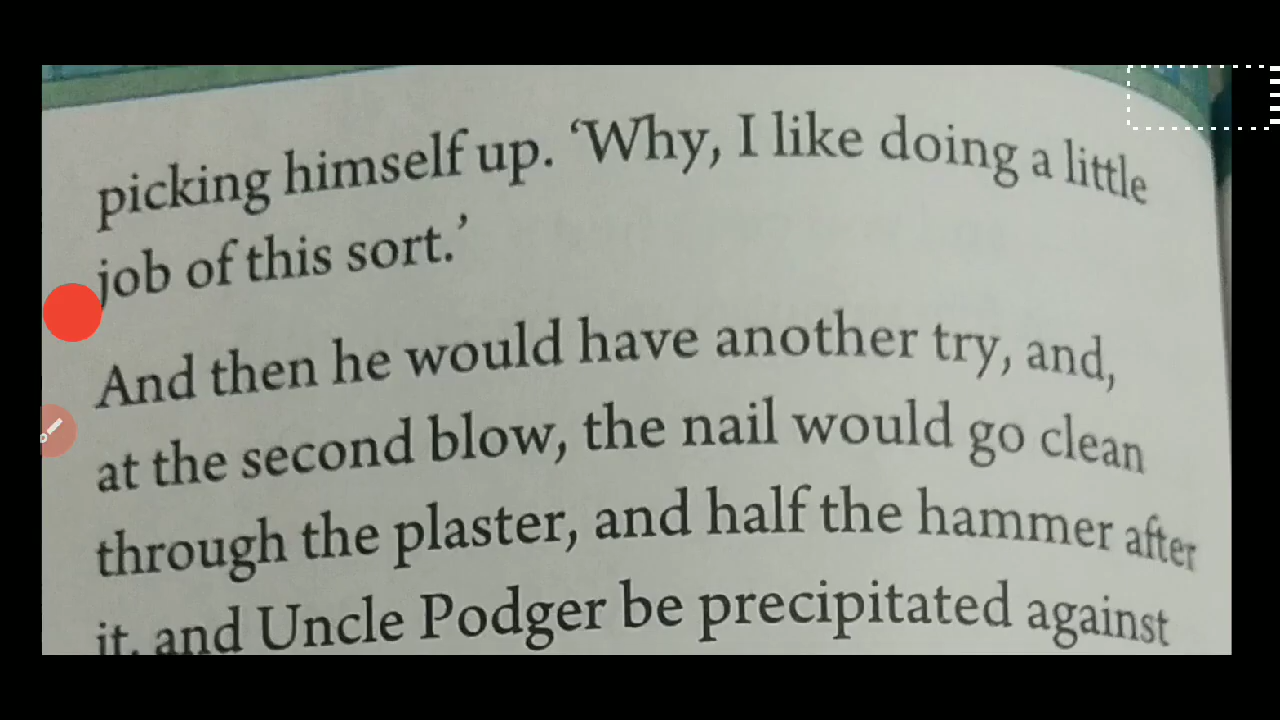 picking himself up. ‘Why, I like doing a little
job of this sort.’
And then he would have another try, and,
at the second blow, the nail would go clean
through the plaster, and half the hammer after
it, and Uncle Podger be precipitated against